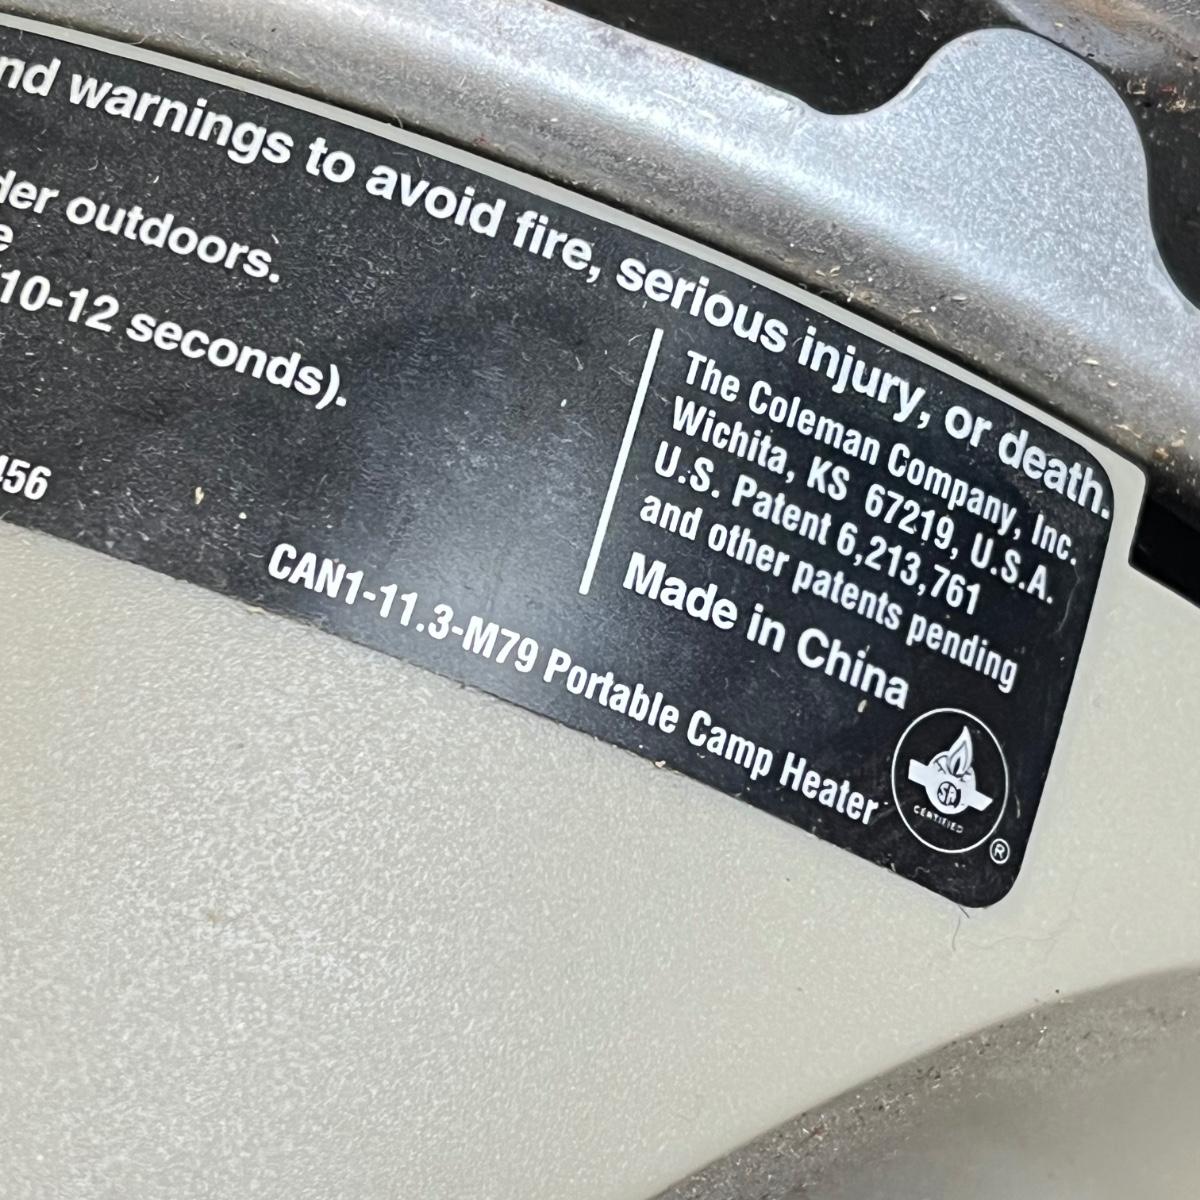 nd warnings to avoid fire, serious injury, or death.
der outdoors.
e
10-12 seconds).
456
The Coleman Company, Inc.
Wichita, KS 67219, U.S.A.
U.S. Patent 6,213,761
and other patents pending
Made in China
CAN1-11.3-M79 Portable Camp Heater
CERTIFIED
®